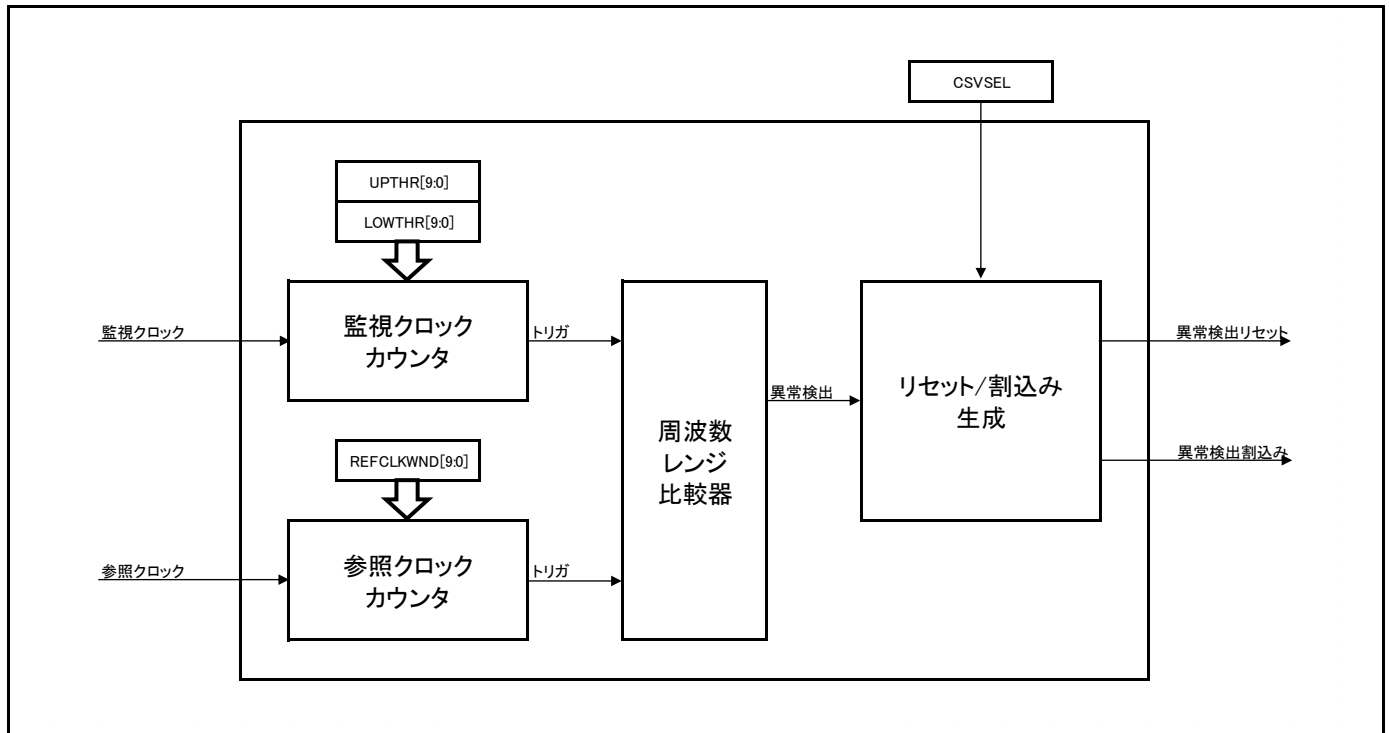 CSVSEL
UPTHR[9:0]
LOWTHR[9:0]
監視クロック
監視クロック
カウンタ
トリガ
REFCLKWND[9:0]
参照クロック
参照クロック
カウンタ
トリガ
周波数
レンジ
比較器
異常検出
リセット/割込み
生成
異常検出リセット
異常検出割込み